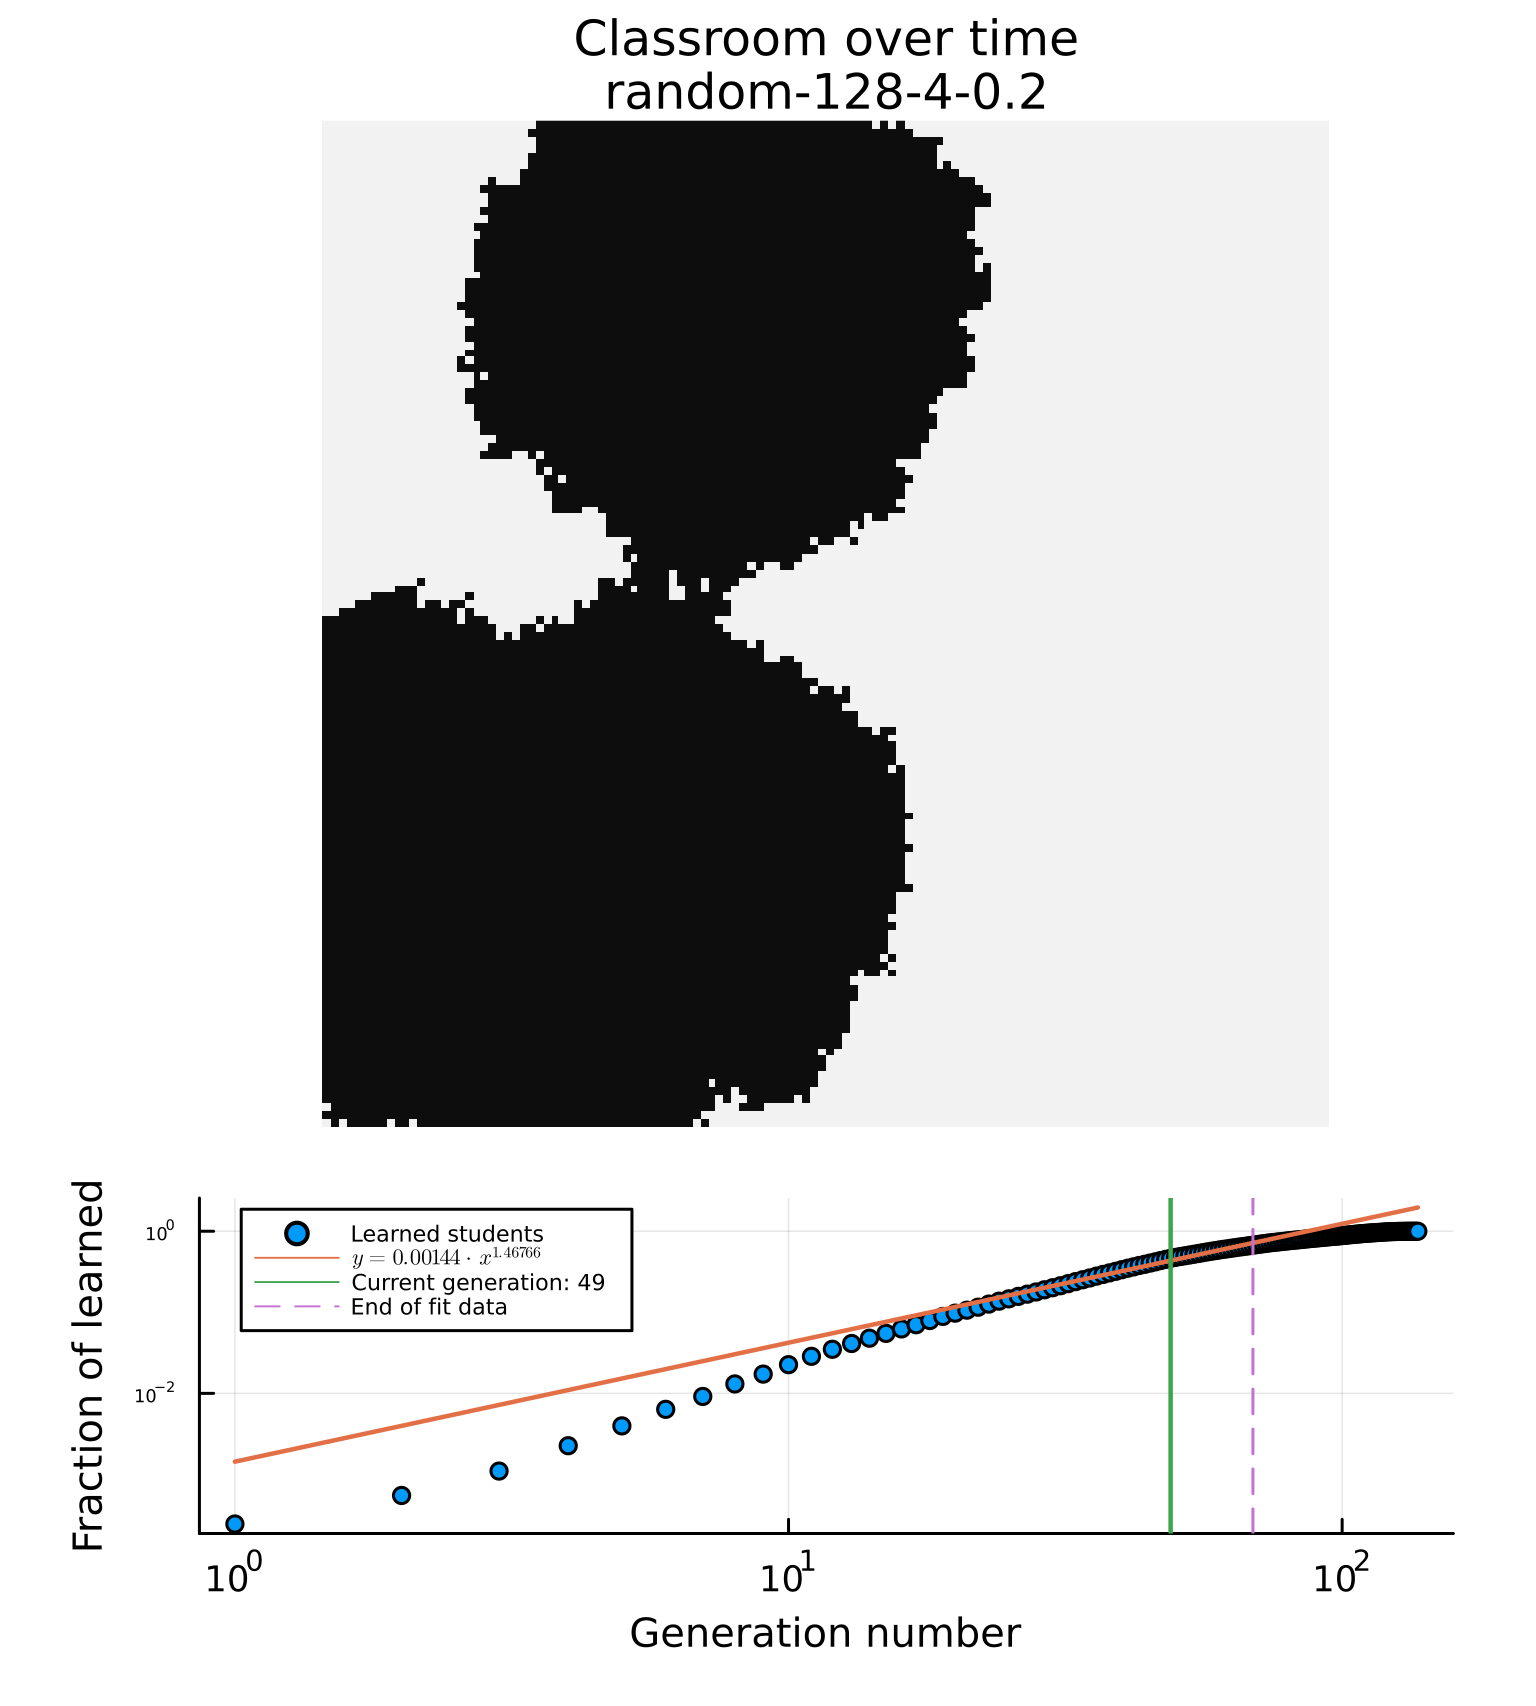 Classroom over time
random-128-4-0.2
Fraction of learned
10⁰
10⁻²
Learned students
y = 0.00144 · x^1.46766
Current generation: 49
End of fit data
10⁰ 10¹ 10²
Generation number